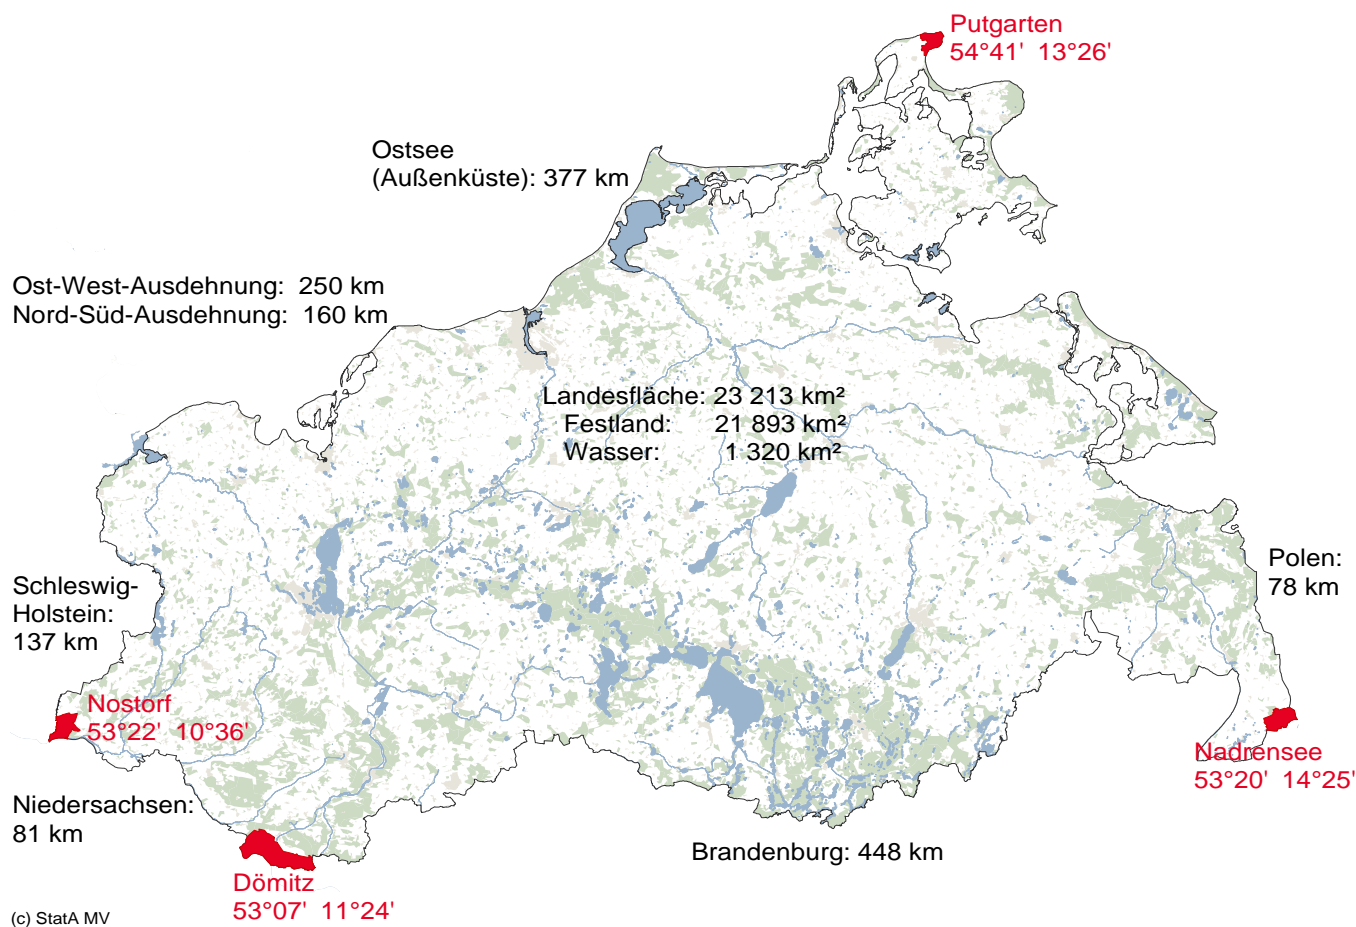 Putgarten
54°41' 13°26'
Ostsee
(Außenküste): 377 km
Ost-West-Ausdehnung: 250 km
Nord-Süd-Ausdehnung: 160 km
Landesfläche: 23 213 km²
Festland: 21 893 km²
Wasser: 1 320 km²
Polen:
78 km
Schleswig-
Holstein:
137 km
Nostorf
53°22' 10°36'
Nadrensee
53°20' 14°25'
Niedersachsen:
81 km
Brandenburg: 448 km
Dömitz
53°07' 11°24'
(c) StatA MV